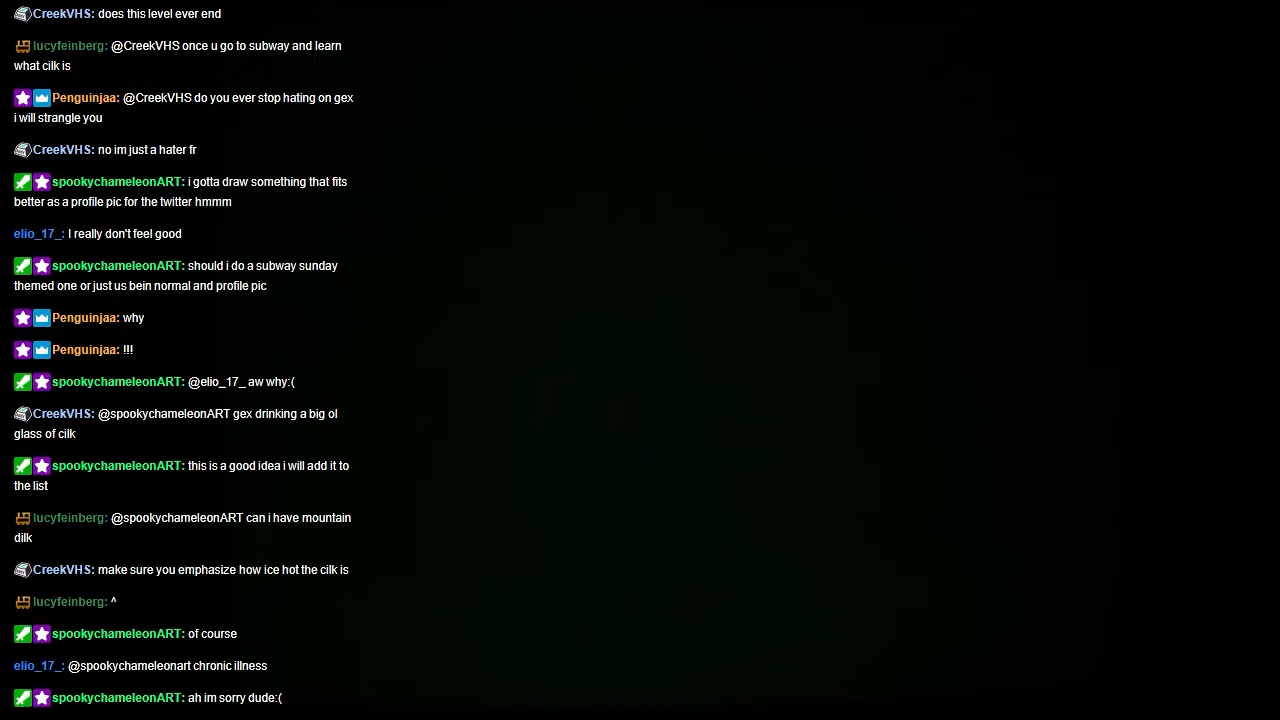 CreekVHS: does this level ever end
lucyfeinberg: @CreekVHS once u go to subway and learn
what cilk is
Penguinjaa: @CreekVHS do you ever stop hating on gex
i will strangle you
CreekVHS: no im just a hater fr
spookychameleonART: i gotta draw something that fits
better as a profile pic for the twitter hmmm
elio_17_: I really don't feel good
spookychameleonART: should i do a subway sunday
themed one or just us bein normal and profile pic
Penguinjaa: why
Penguinjaa: !!!
spookychameleonART: @elio_17_ aw why:(
CreekVHS: @spookychameleonART gex drinking a big ol
glass of cilk
spookychameleonART: this is a good idea i will add it to
the list
lucyfeinberg: @spookychameleonART can i have mountain
dilk
CreekVHS: make sure you emphasize how ice hot the cilk is
lucyfeinberg: ^
spookychameleonART: of course
elio_17_: @spookychameleonart chronic illness
spookychameleonART: ah im sorry dude:(